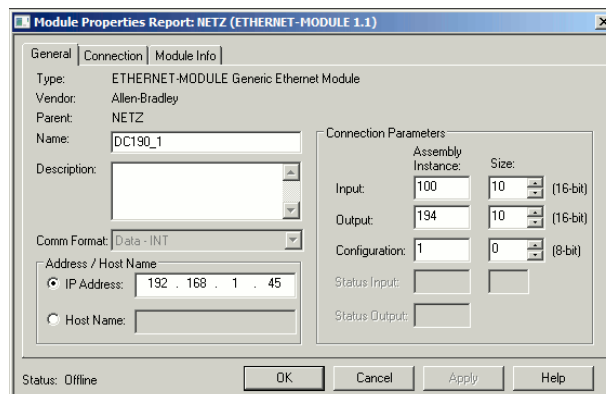 Module Properties Report: NETZ (ETHERNET-MODULE 1.1)
General Connection Module Info
Type: ETHERNET-MODULE Generic Ethernet Module
Vendor: Allen-Bradley
Parent: NETZ
Name: DC190_1
Description:
Comm Format: Data - INT
Address / Host Name
IP Address: 192 . 168 . 1 . 45
Host Name:
Connection Parameters
Assembly
Instance: Size:
Input: 100 10 (16-bit)
Output: 194 10 (16-bit)
Configuration: 1 0 (8-bit)
Status Input:
Status Output:
Status: Offline OK Cancel Apply Help